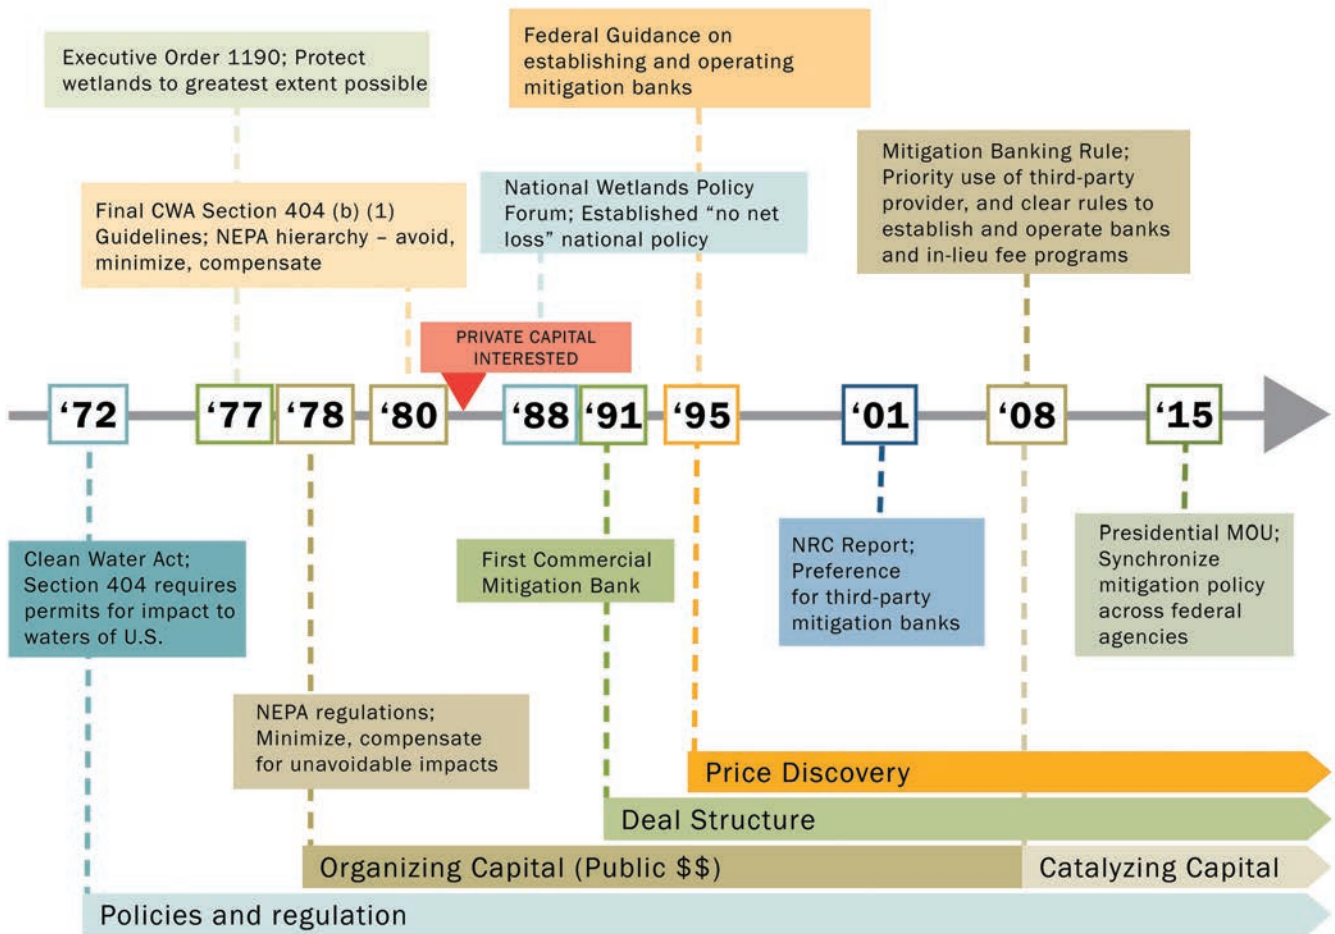 Executive Order 1190; Protect
wetlands to greatest extent possible
Federal Guidance on
establishing and operating
mitigation banks
Final CWA Section 404 (b) (1)
Guidelines; NEPA hierarchy – avoid,
minimize, compensate
National Wetlands Policy
Forum; Established “no net
loss” national policy
Mitigation Banking Rule;
Priority use of third-party
provider, and clear rules to
establish and operate banks
and in-lieu fee programs
PRIVATE CAPITAL
INTERESTED
‘72
‘77
‘78
‘80
‘88
‘91
‘95
‘01
‘08
‘15
Clean Water Act;
Section 404 requires
permits for impact to
waters of U.S.
First Commercial
Mitigation Bank
NRC Report;
Preference
for third-party
mitigation banks
Presidential MOU;
Synchronize
mitigation policy
across federal
agencies
NEPA regulations;
Minimize, compensate
for unavoidable impacts
Price Discovery
Deal Structure
Organizing Capital (Public $$)
Catalyzing Capital
Policies and regulation